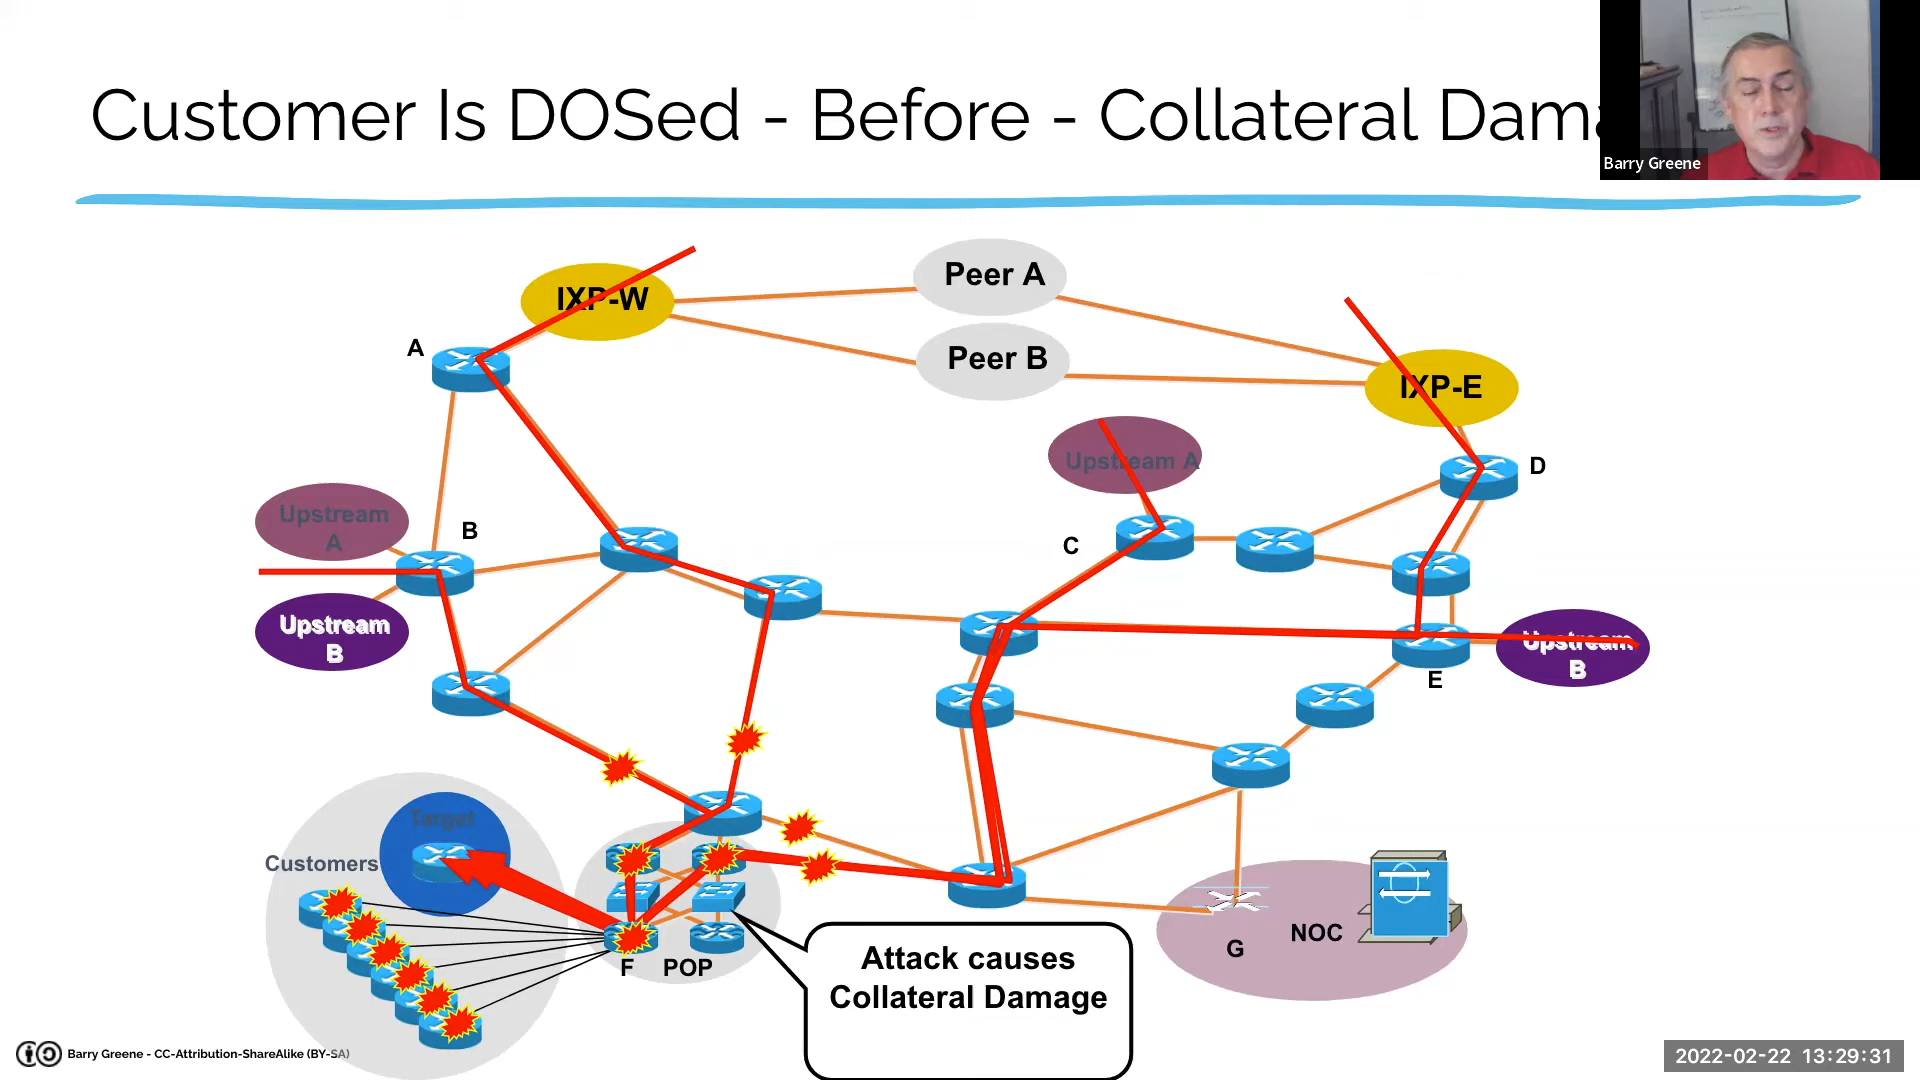 Customer Is DOSed - Before - Collateral Dam
Barry Greene
IXP-W
Peer A
Peer B
A
IXP-E
Upstream A
D
Upstream
A
B
C
Upstream
B
Upstream
B
E
Target
Customers
F
POP
Attack causes
Collateral Damage
G
NOC
Barry Greene - CC-Attribution-ShareAlike (BY-SA)
2022-02-22 13:29:31